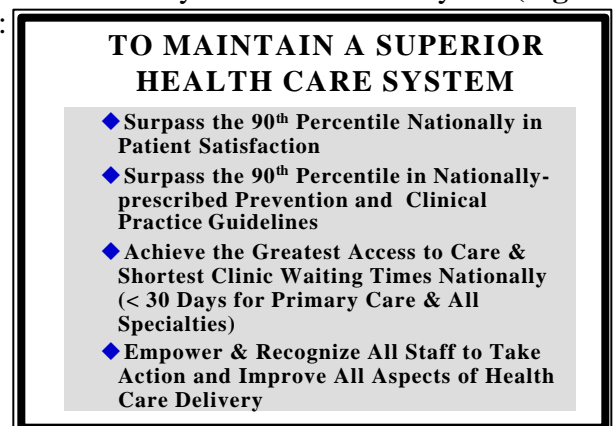 :
TO MAINTAIN A SUPERIOR
HEALTH CARE SYSTEM
◆Surpass the 90th Percentile Nationally in
Patient Satisfaction
◆Surpass the 90th Percentile in Nationally-
prescribed Prevention and Clinical
Practice Guidelines
◆Achieve the Greatest Access to Care &
Shortest Clinic Waiting Times Nationally
(< 30 Days for Primary Care & All
Specialties)
◆Empower & Recognize All Staff to Take
Action and Improve All Aspects of Health
Care Delivery